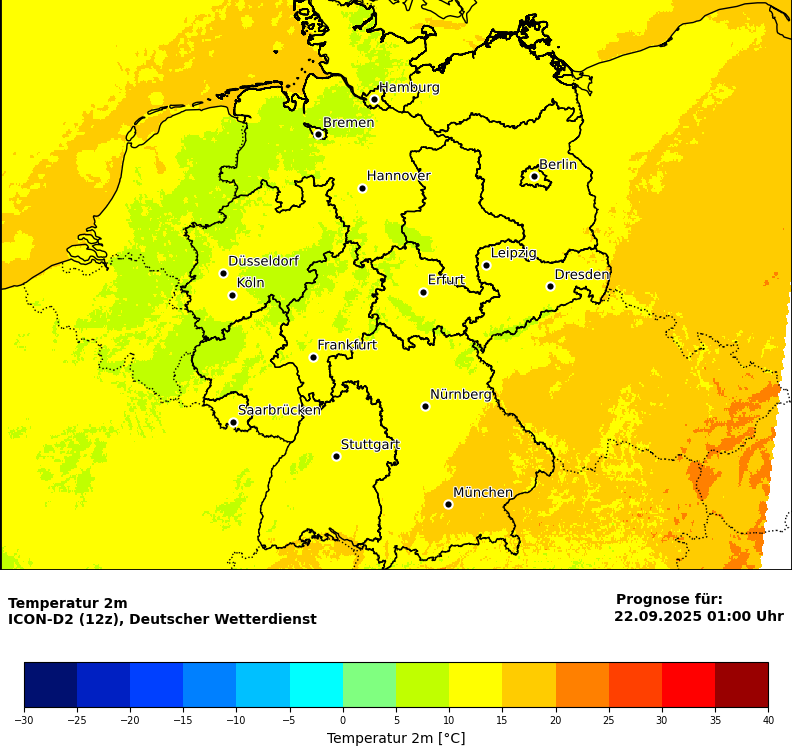 Hamburg
Bremen
Berlin
Hannover
Leipzig
Düsseldorf
Dresden
Erfurt
Köln
Frankfurt
Nürnberg
Saarbrücken
Stuttgart
München
Temperatur 2m
ICON-D2 (12z), Deutscher Wetterdienst
Prognose für:
22.09.2025 01:00 Uhr
−30 −25 −20 −15 −10 −5 0 5 10 15 20 25 30 35 40
Temperatur 2m [°C]